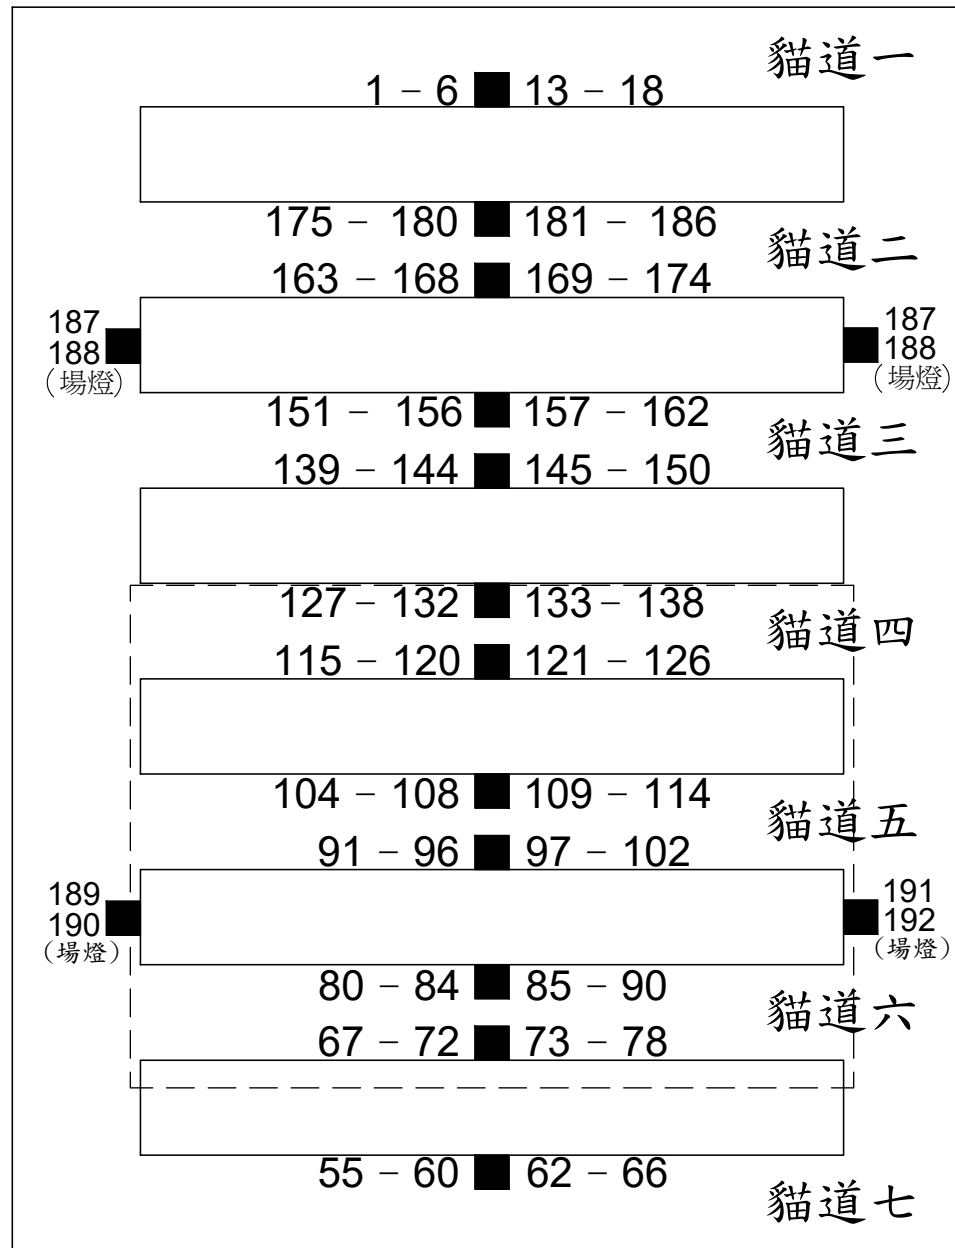 貓道一
1 – 6 13 – 18
175 – 180 181 – 186
貓道二
163 – 168 169 – 174
187
188
(場燈)
187
188
(場燈)
151 – 156 157 – 162
貓道三
139 – 144 145 – 150
127 – 132 133 – 138
貓道四
115 – 120 121 – 126
104 – 108 109 – 114
貓道五
91 – 96 97 – 102
189
190
(場燈)
191
192
(場燈)
80 – 84 85 – 90
貓道六
67 – 72 73 – 78
55 – 60 62 – 66
貓道七